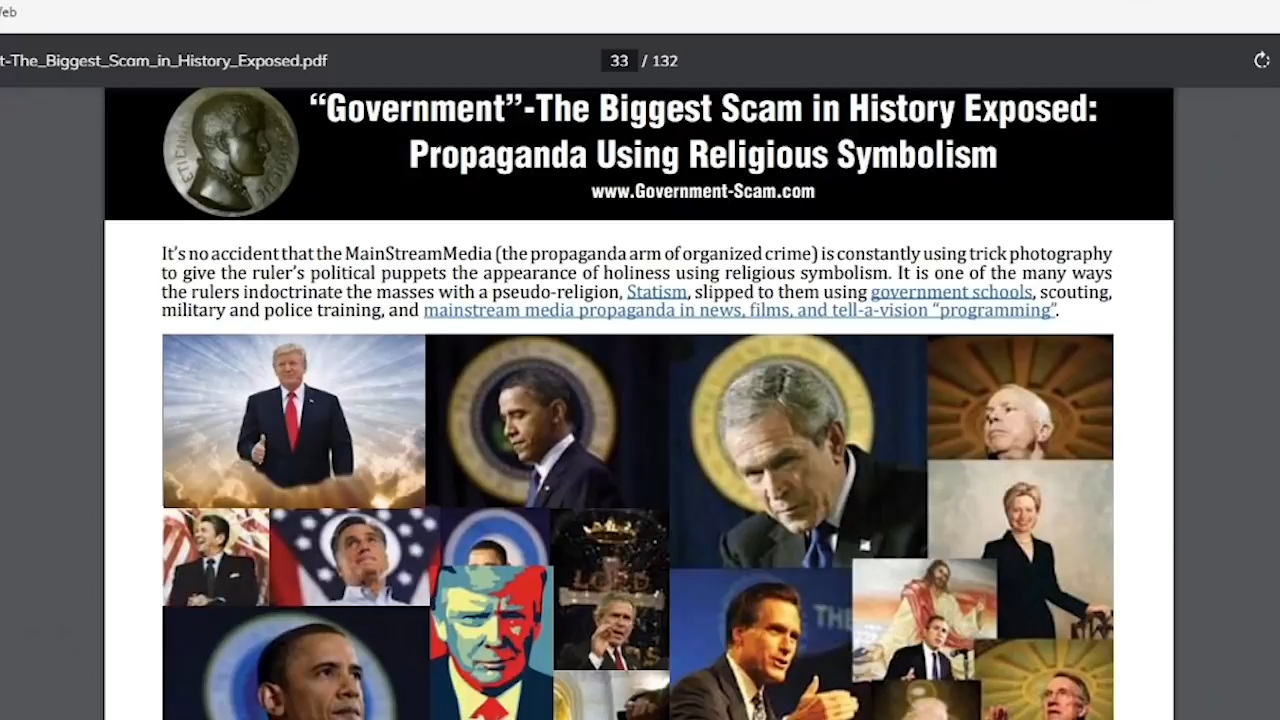 Web
t-The_Biggest_Scam_in_History_Exposed.pdf
33 / 132
“Government”-The Biggest Scam in History Exposed:
Propaganda Using Religious Symbolism
www.Government-Scam.com
ETIENN
It’s no accident that the MainStreamMedia (the propaganda arm of organized crime) is constantly using trick photography
to give the ruler’s political puppets the appearance of holiness using religious symbolism. It is one of the many ways
the rulers indoctrinate the masses with a pseudo-religion, Statism, slipped to them using government schools, scouting,
military and police training, and mainstream media propaganda in news, films, and tell-a-vision “programming”.
LORD
THE